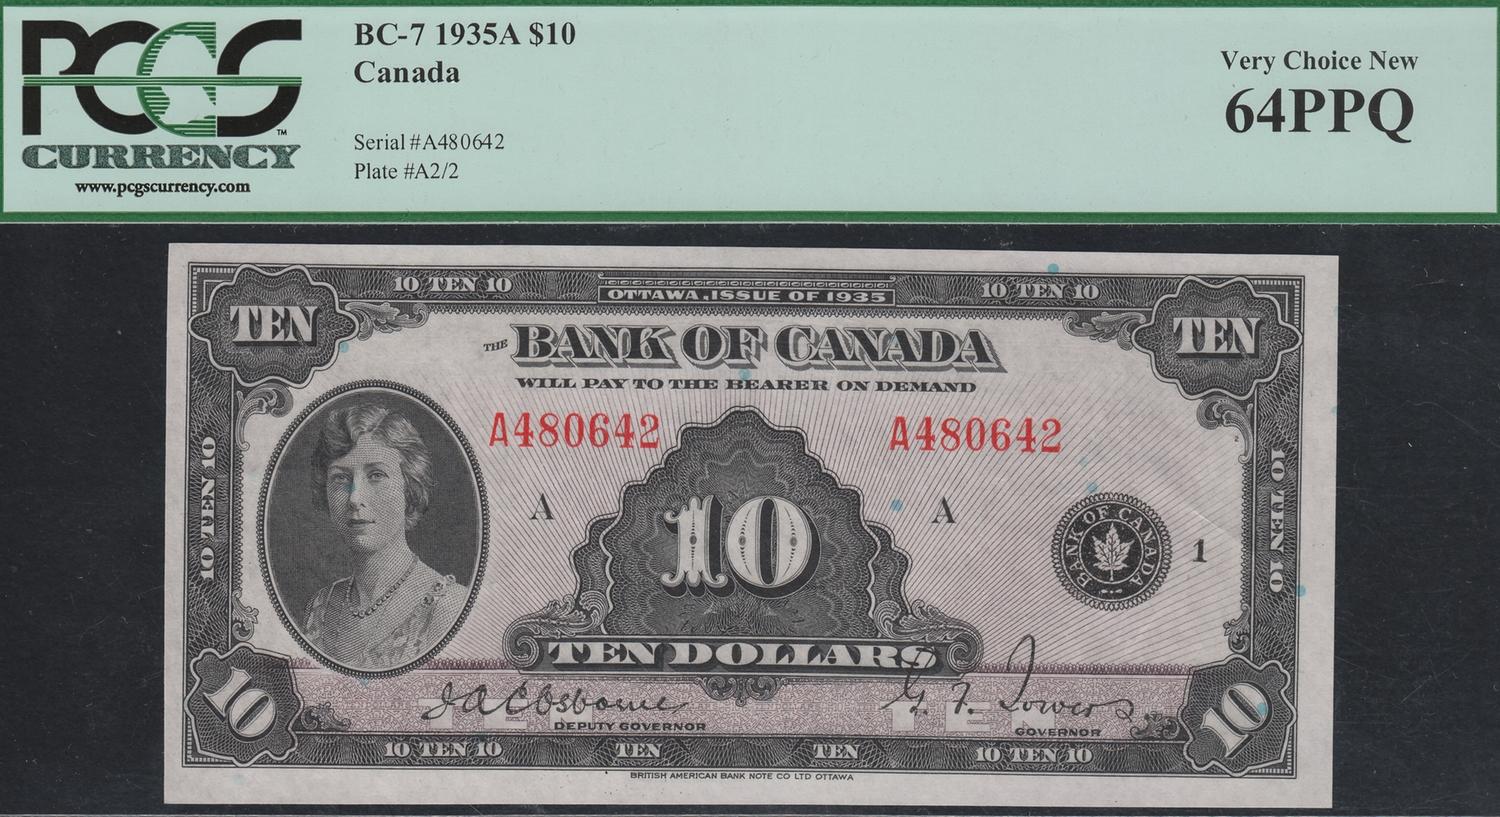 PCGS
CURRENCY
www.pcgscurrency.com
BC-7 1935A $10
Canada
Serial #A480642
Plate #A2/2
Very Choice New
64PPQ
10 TEN 10
OTTAWA, ISSUE OF 1935
10 TEN 10
TEN
TEN
THE BANK OF CANADA
WILL PAY TO THE BEARER ON DEMAND
A480642
A480642
10 TEN 10
10 TEN 10
A
A
10
BANK OF CANADA
1
TEN DOLLARS
10
10
J.A.C. Osborne
DEPUTY GOVERNOR
G. F. Towers
GOVERNOR
TEN
TEN
10 TEN 10
TEN
TEN
10 TEN 10
BRITISH AMERICAN BANK NOTE CO LTD OTTAWA